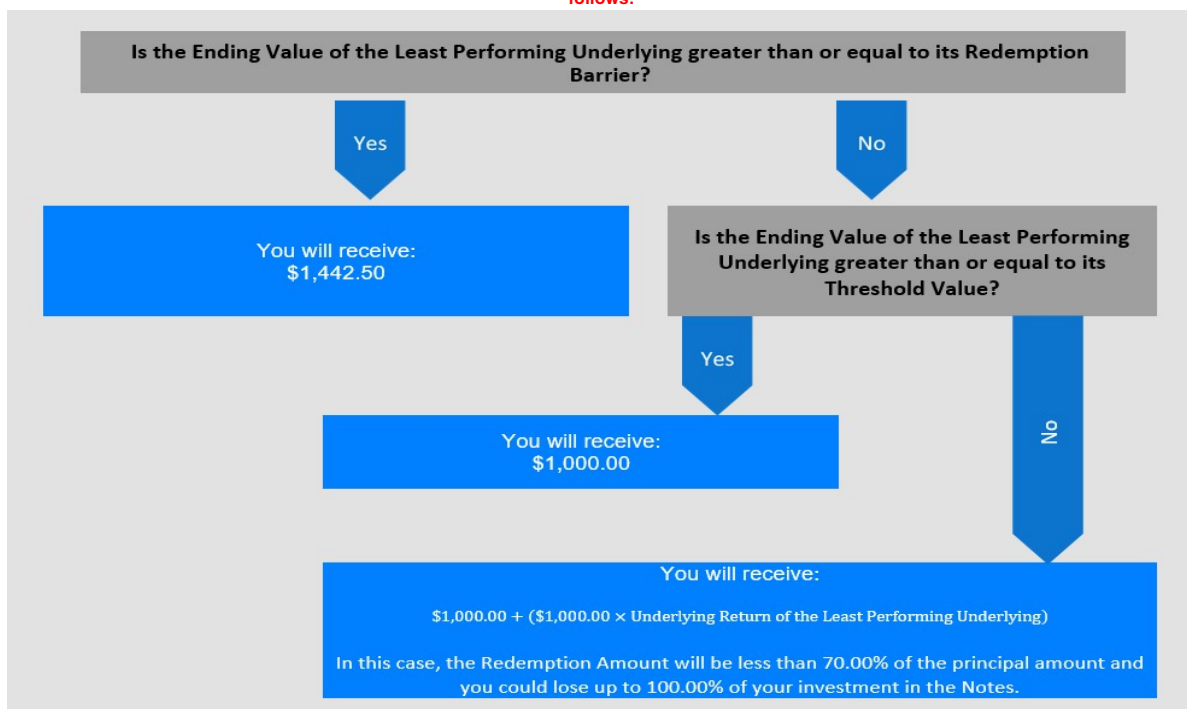 follows:
Is the Ending Value of the Least Performing Underlying greater than or equal to its Redemption
Barrier?
Yes
No
You will receive:
$1,442.50
Is the Ending Value of the Least Performing
Underlying greater than or equal to its
Threshold Value?
Yes
No
You will receive:
$1,000.00
You will receive:
$1,000.00 + ($1,000.00 × Underlying Return of the Least Performing Underlying)
In this case, the Redemption Amount will be less than 70.00% of the principal amount and
you could lose up to 100.00% of your investment in the Notes.